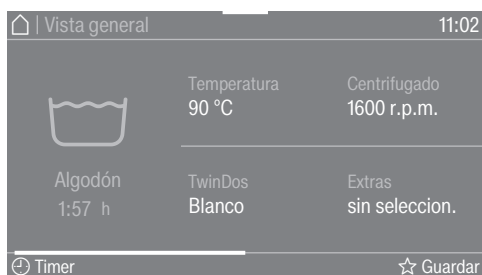 | Vista general 11:02
Temperatura Centrifugado
90 °C 1600 r.p.m.
Algodón TwinDos Extras
1:57 h Blanco sin seleccion.
Timer Guardar